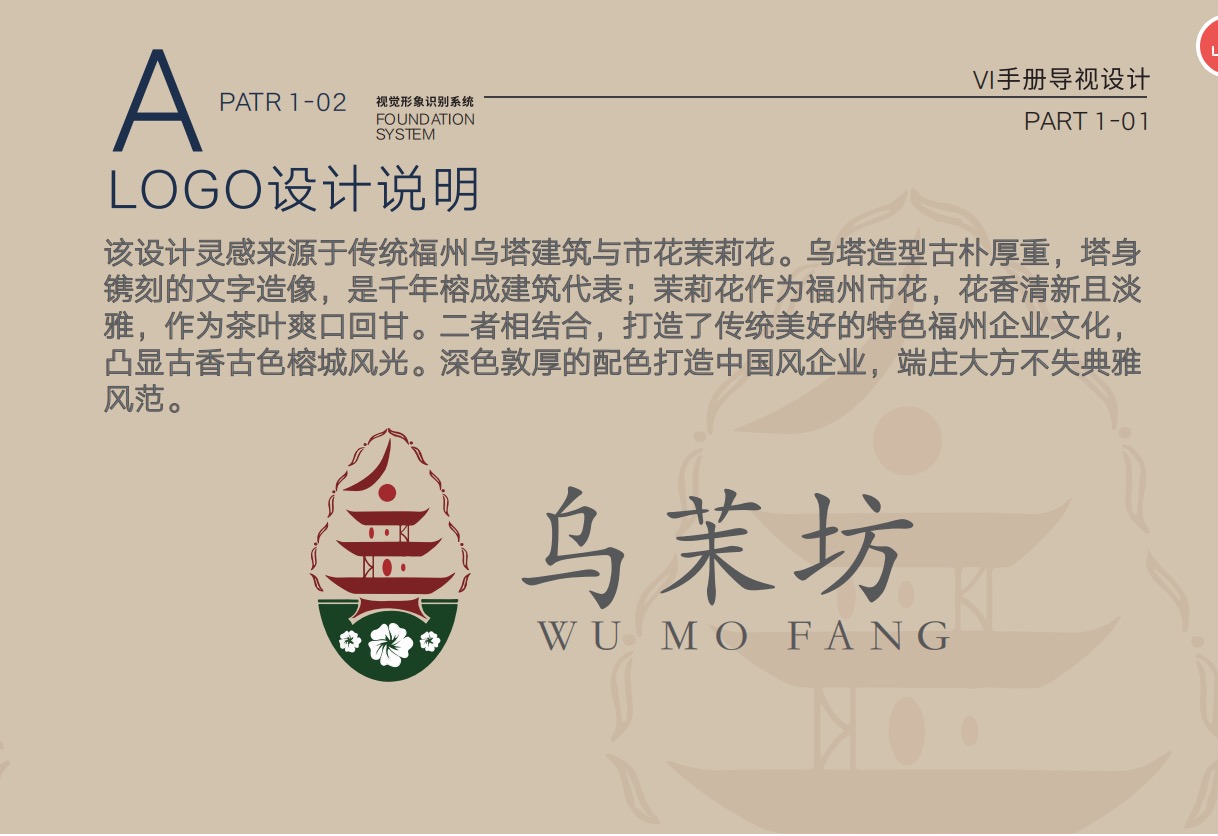 A
PATR 1-02
视觉形象识别系统
FOUNDATION
SYSTEM
VI手册导视设计
PART 1-01
LOGO设计说明
该设计灵感来源于传统福州乌塔建筑与市花茉莉花。乌塔造型古朴厚重，塔身
镌刻的文字造像，是千年榕成建筑代表；茉莉花作为福州市花，花香清新且淡
雅，作为茶叶爽口回甘。二者相结合，打造了传统美好的特色福州企业文化，
凸显古香古色榕城风光。深色敦厚的配色打造中国风企业，端庄大方不失典雅
风范。
乌茉坊
WU MO FANG